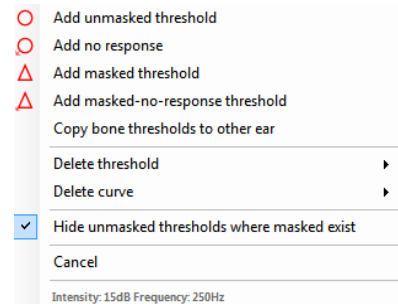 Add unmasked threshold
Add no response
Add masked threshold
Add masked-no-response threshold
Copy bone thresholds to other ear
Delete threshold
Delete curve
Hide unmasked thresholds where masked exist
Cancel
Intensity: 15dB Frequency: 250Hz